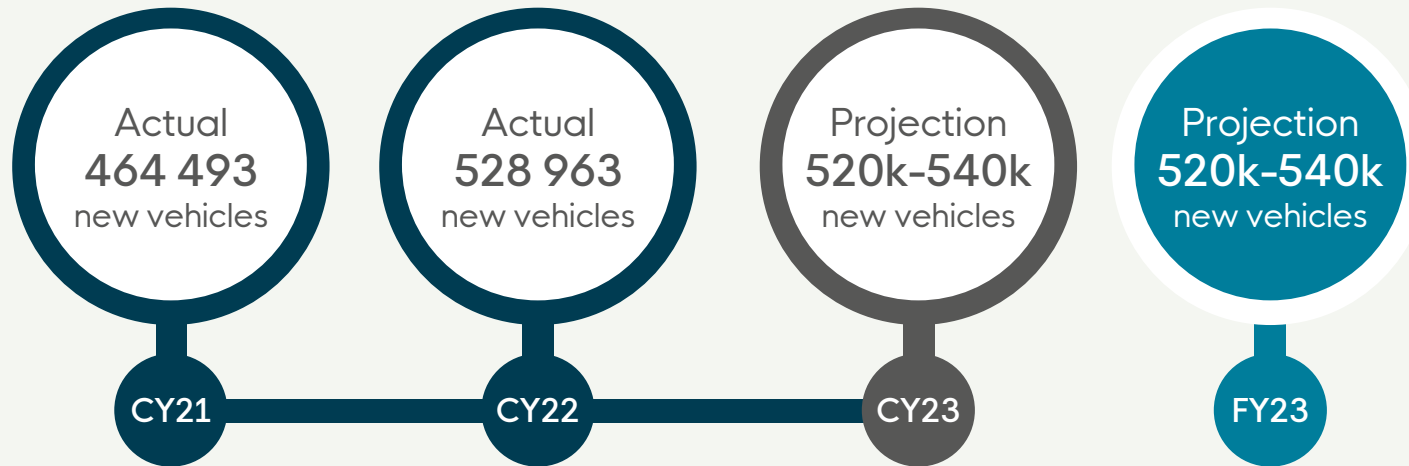 Actual
464 493
new vehicles
CY21
Actual
528 963
new vehicles
CY22
Projection
520k-540k
new vehicles
CY23
Projection
520k-540k
new vehicles
FY23